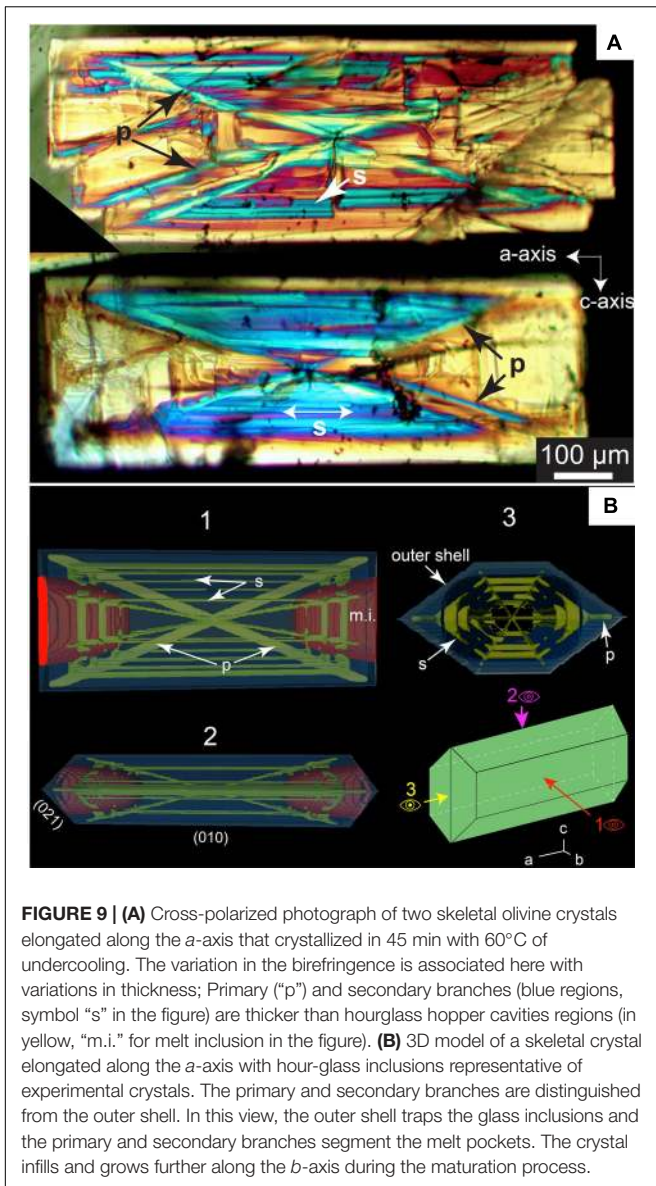 A
p
s
a-axis
c-axis
p
s
100 µm
B
1
3
outer shell
s
m.i.
p
s
p
2
2
(021)
(010)
3
1
c
a
b
FIGURE 9 | (A) Cross-polarized photograph of two skeletal olivine crystals
elongated along the a-axis that crystallized in 45 min with 60°C of
undercooling. The variation in the birefringence is associated here with
variations in thickness; Primary (“p”) and secondary branches (blue regions,
symbol “s” in the figure) are thicker than hourglass hopper cavities regions (in
yellow, “m.i.” for melt inclusion in the figure). (B) 3D model of a skeletal crystal
elongated along the a-axis with hour-glass inclusions representative of
experimental crystals. The primary and secondary branches are distinguished
from the outer shell. In this view, the outer shell traps the glass inclusions and
the primary and secondary branches segment the melt pockets. The crystal
infills and grows further along the b-axis during the maturation process.